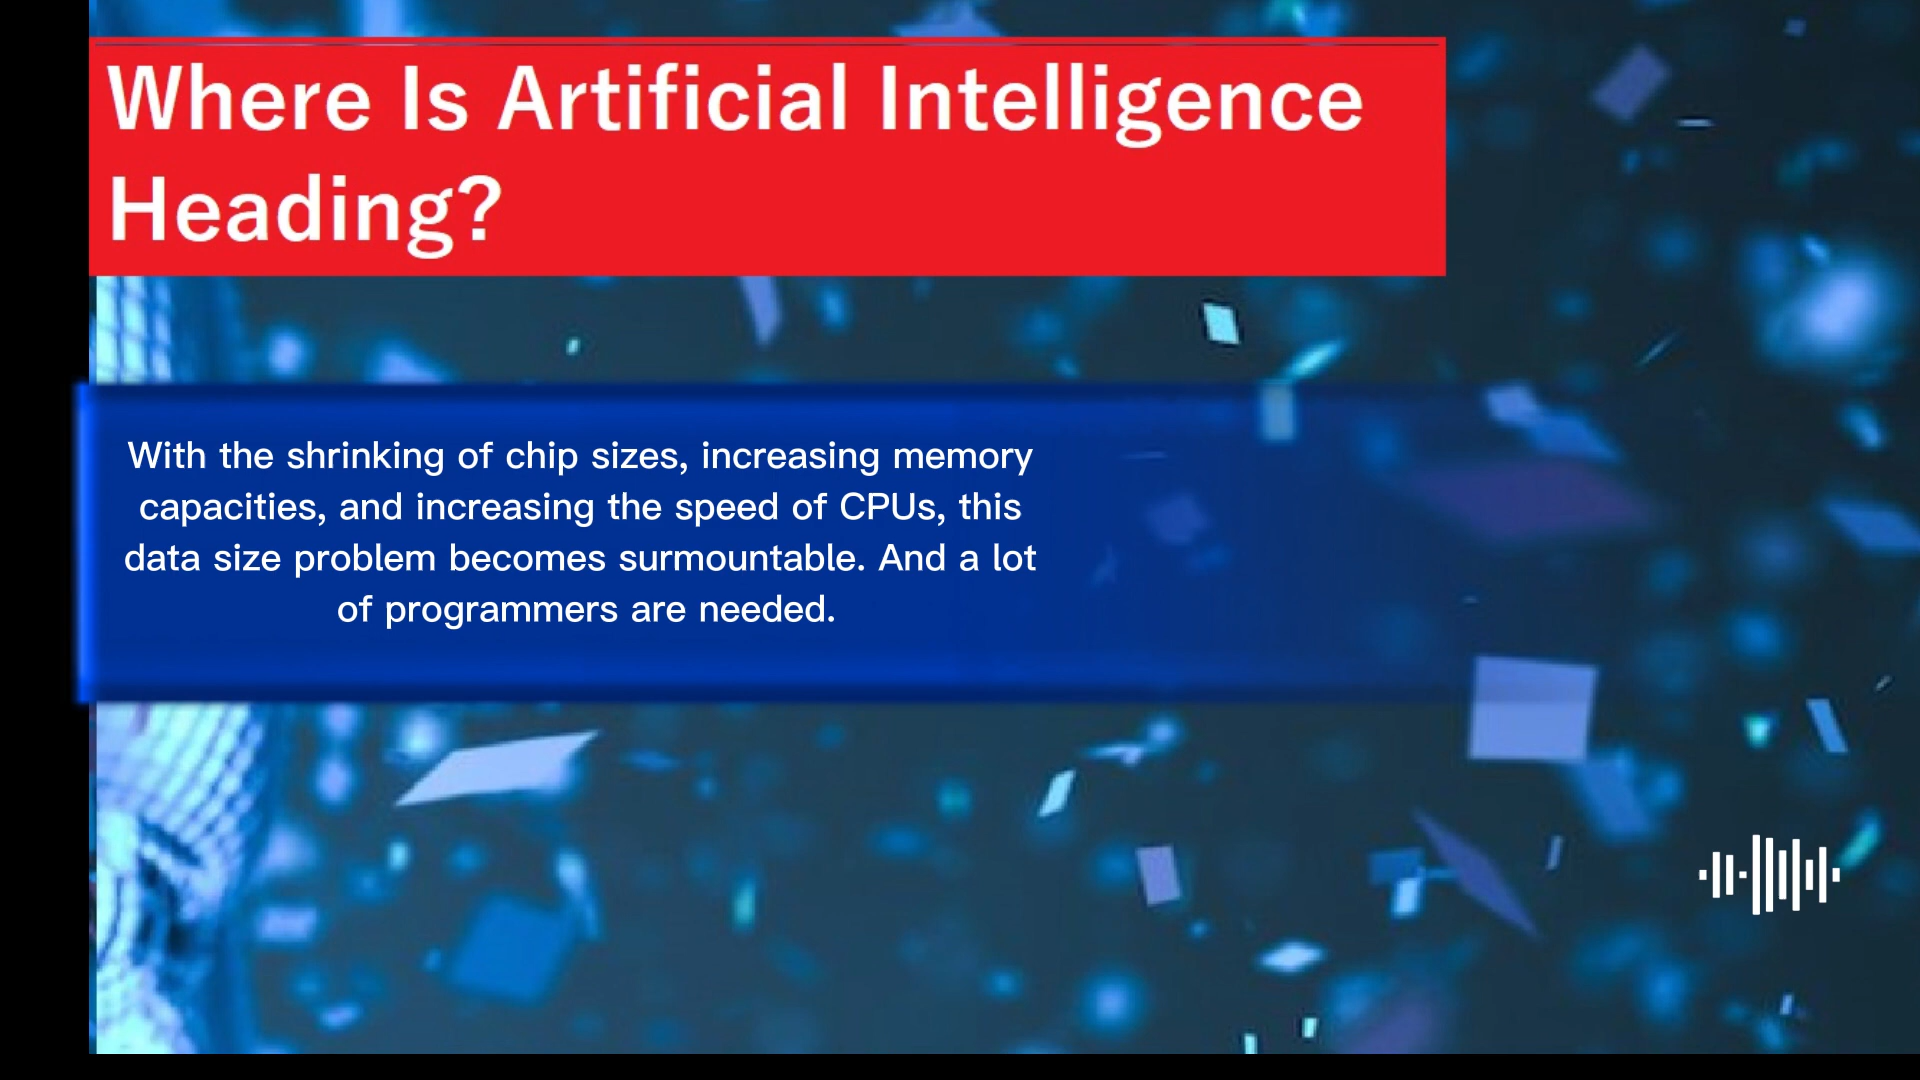 Where Is Artificial Intelligence
Heading?
With the shrinking of chip sizes, increasing memory
capacities, and increasing the speed of CPUs, this
data size problem becomes surmountable. And a lot
of programmers are needed.